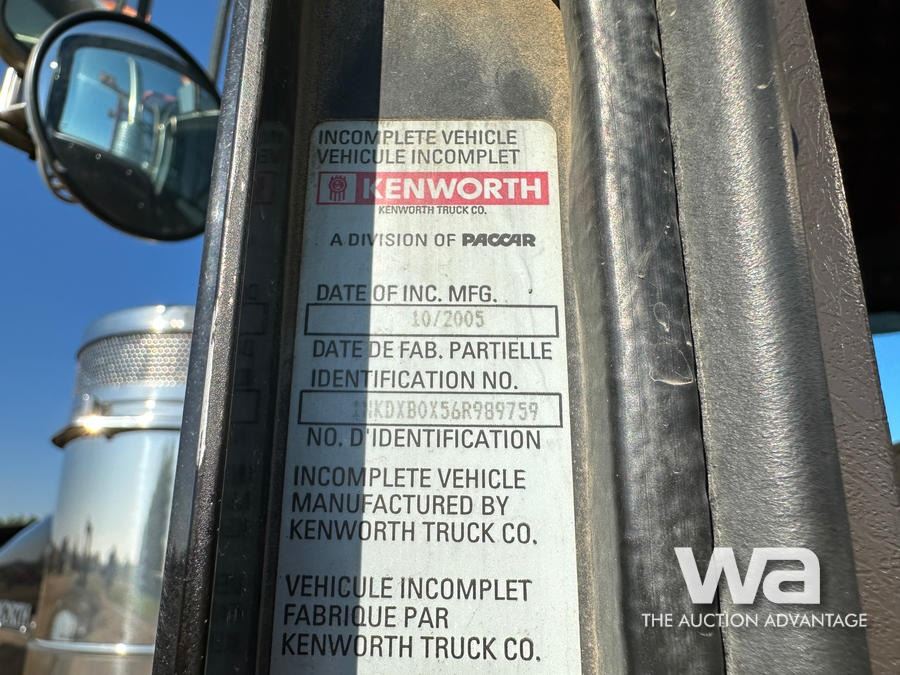 INCOMPLETE VEHICLE
VEHICULE INCOMPLET
KENWORTH
KENWORTH TRUCK CO.
A DIVISION OF PACCAR
DATE OF INC. MFG.
10/2005
DATE DE FAB. PARTIELLE
IDENTIFICATION NO.
1NKDXB0X56R989759
NO. D'IDENTIFICATION
INCOMPLETE VEHICLE
MANUFACTURED BY
KENWORTH TRUCK CO.
VEHICULE INCOMPLET
FABRIQUE PAR
KENWORTH TRUCK CO.
wa
THE AUCTION ADVANTAGE